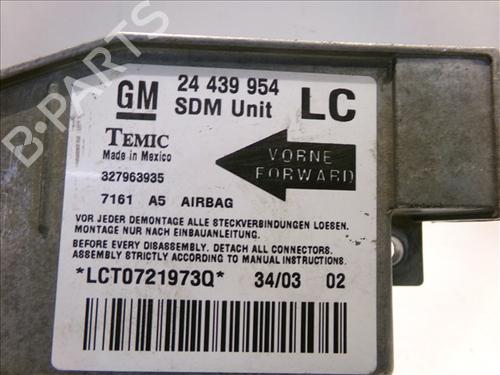 GM 24 439 954 LC
SDM Unit
TEMIC
Made in Mexico
VORNE
FORWARD
327963935
7161 A5 AIRBAG
VOR JEDER DEMONTAGE ALLE STECKVERBINDUNGEN LOESEN.
MONTAGE NUR NACH EINBAUANLEITUNG.
BEFORE EVERY DISASSEMBLY. DETACH ALL CONNECTORS.
ASSEMBLY STRICTLY ACCORDING TO MANUAL INSTRUCTIONS.
*LCT0721973Q* 34/03 02
B-PARTS